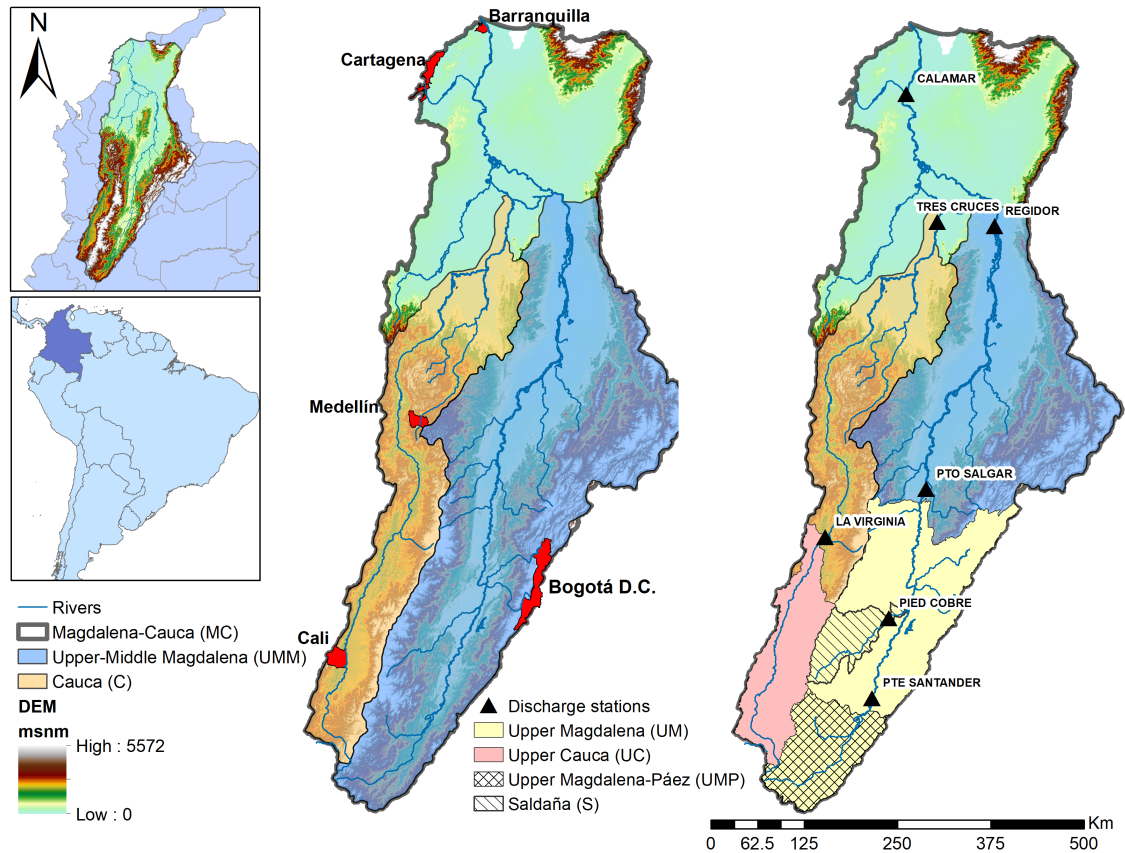 N
Barranquilla
Cartagena
Medellín
Bogotá D.C.
Cali
CALAMAR
TRES CRUCES
REGIDOR
PTO SALGAR
LA VIRGINIA
PIED COBRE
PTE SANTANDER
Rivers
Magdalena-Cauca (MC)
Upper-Middle Magdalena (UMM)
Cauca (C)
DEM
msnm
High : 5572
Low : 0
Discharge stations
Upper Magdalena (UM)
Upper Cauca (UC)
Upper Magdalena-Páez (UMP)
Saldaña (S)
Km
0 62.5 125 250 375 500